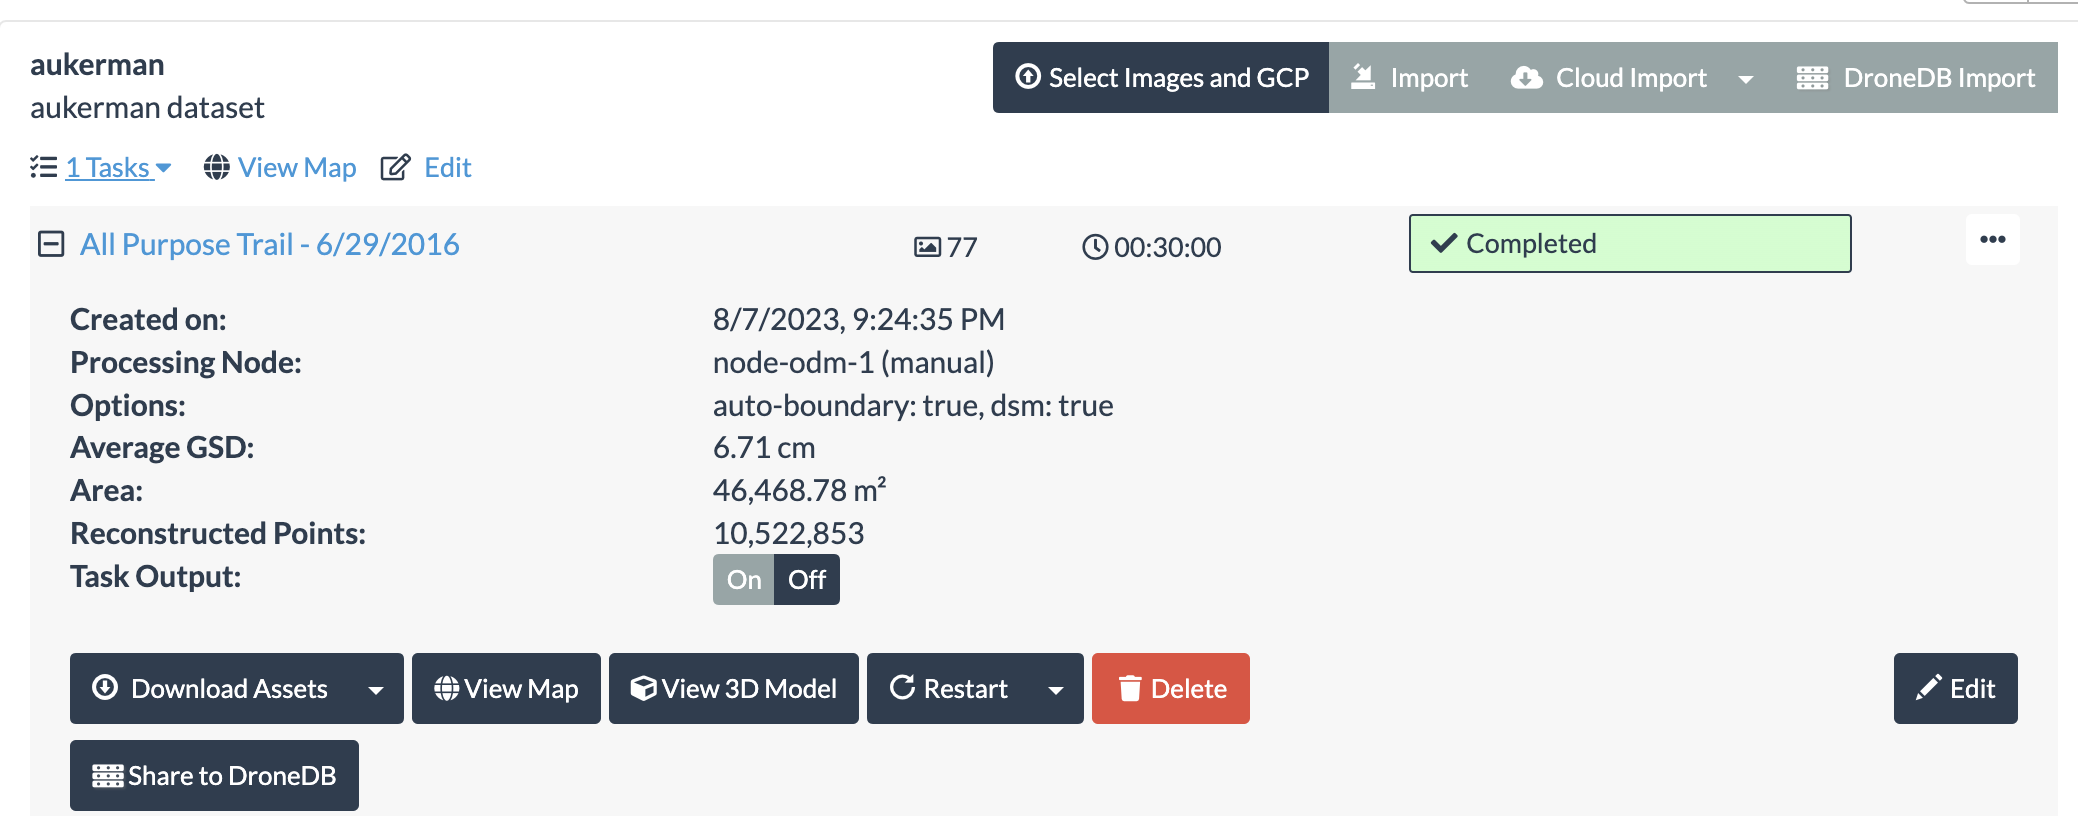 aukerman
aukerman dataset
Select Images and GCP Import Cloud Import DroneDB Import
1 Tasks View Map Edit
All Purpose Trail - 6/29/2016 77 00:30:00 Completed
Created on: 8/7/2023, 9:24:35 PM
Processing Node: node-odm-1 (manual)
Options: auto-boundary: true, dsm: true
Average GSD: 6.71 cm
Area: 46,468.78 m²
Reconstructed Points: 10,522,853
Task Output: On Off
Download Assets View Map View 3D Model Restart Delete Edit
Share to DroneDB